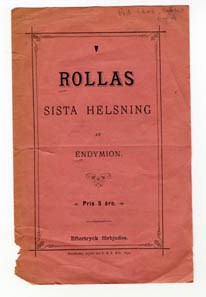 ROLLAS
SISTA HELSNING
AF
ENDYMION.
Pris 5 öre.
Eftertryck förbjudes.